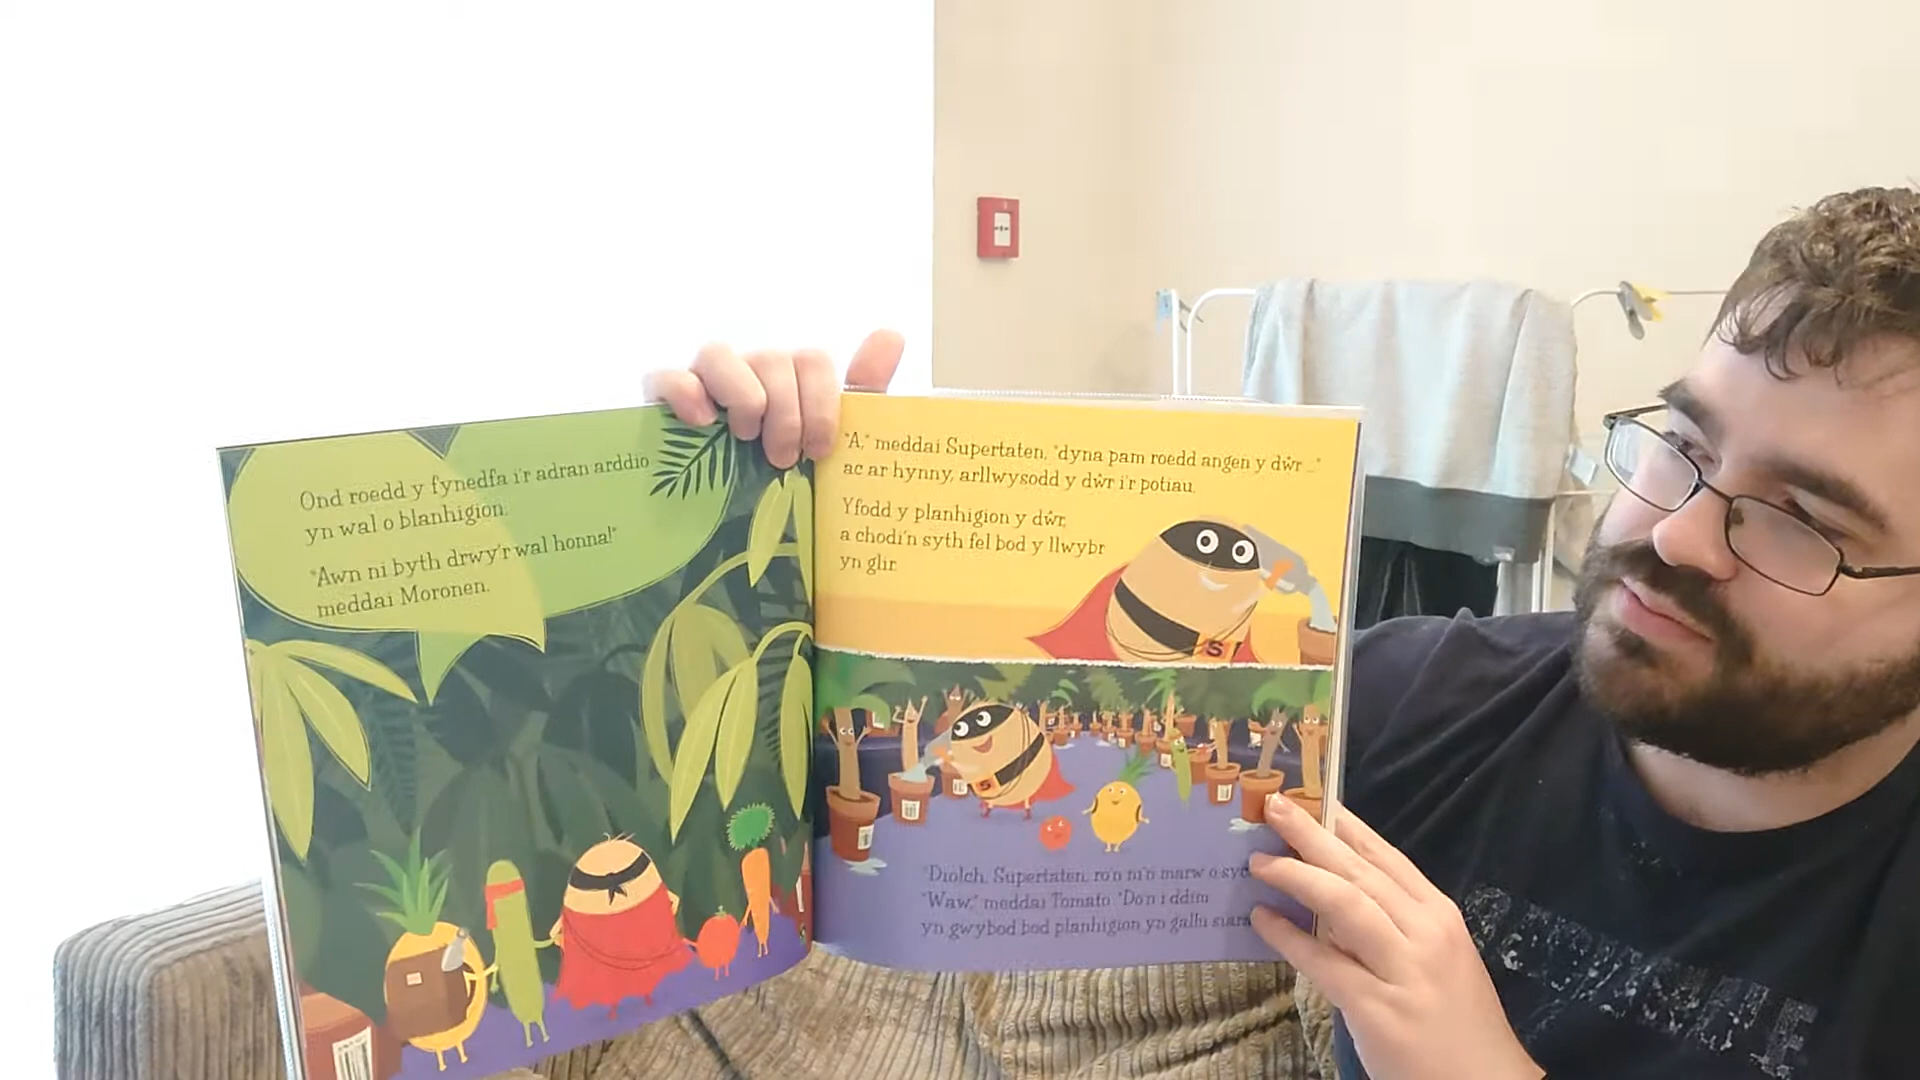 Ond roedd y fynedfa i'r adran arddio
yn wal o blanhigion.
"Awn ni byth drwy'r wal honna!"
meddai Moronen.
"A," meddai Supertaten, "dyna pam roedd angen y dŵr ..."
ac ar hynny, arllwysodd y dŵr i'r potiau.
Yfodd y planhigion y dŵr,
a chodi'n syth fel bod y llwybr
yn glir.
S
"Diolch, Supertaten, ro'n ni'n marw o
"Waw," meddai Tomato. "Do'n i ddim
yn gwybod bod planhigion yn gallu